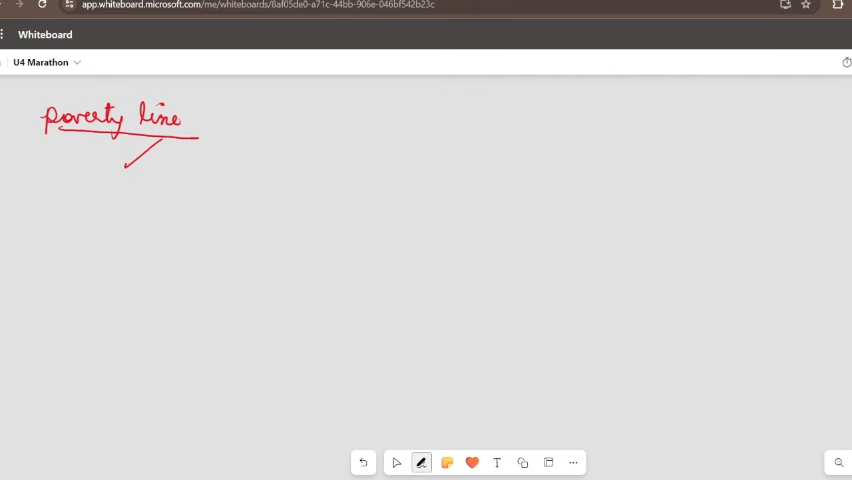 app.whiteboard.microsoft.com/me/whiteboards/8af05de0-a71c-44bb-906e-046bf542b23c
Whiteboard
U4 Marathon
poverty line
T